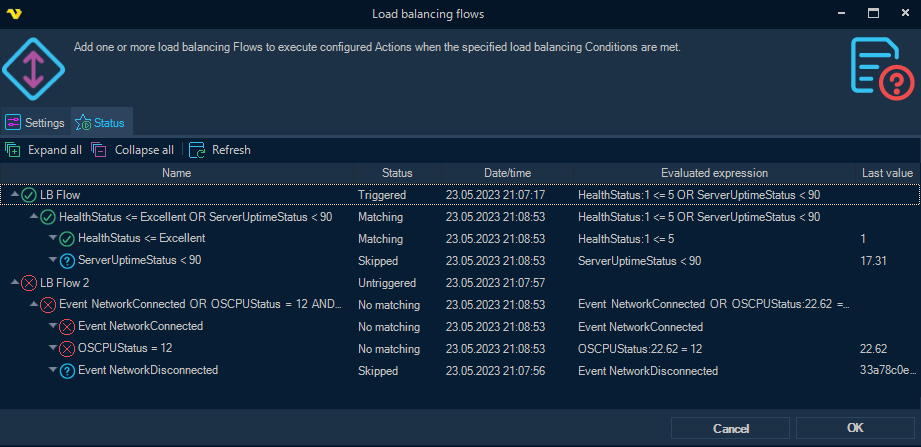 Load balancing flows
Add one or more load balancing Flows to execute configured Actions when the specified load balancing Conditions are met.
Settings Status
Expand all Collapse all Refresh
Name Status Date/time Evaluated expression Last value
LB Flow Triggered 23.05.2023 21:07:17 HealthStatus:1 <= 5 OR ServerUptimeStatus < 90
HealthStatus <= Excellent OR ServerUptimeStatus < 90 Matching 23.05.2023 21:08:53 HealthStatus:1 <= 5 OR ServerUptimeStatus < 90
HealthStatus <= Excellent Matching 23.05.2023 21:08:53 HealthStatus:1 <= 5 1
ServerUptimeStatus < 90 Skipped 23.05.2023 21:08:53 ServerUptimeStatus < 90 17.31
LB Flow 2 Untriggered 23.05.2023 21:07:57
Event NetworkConnected OR OSCPUStatus = 12 AND... No matching 23.05.2023 21:08:53 Event NetworkConnected OR OSCPUStatus:22.62 =...
Event NetworkConnected No matching 23.05.2023 21:08:53 Event NetworkConnected
OSCPUStatus = 12 No matching 23.05.2023 21:08:53 OSCPUStatus:22.62 = 12 22.62
Event NetworkDisconnected Skipped 23.05.2023 21:07:56 Event NetworkDisconnected 33a78c0e...
Cancel OK